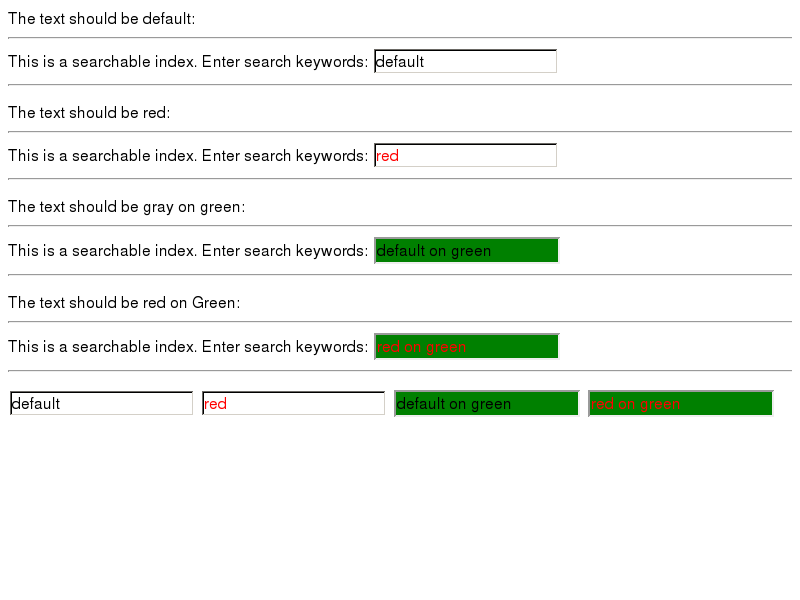 The text should be default:
This is a searchable index. Enter search keywords: default
The text should be red:
This is a searchable index. Enter search keywords: red
The text should be gray on green:
This is a searchable index. Enter search keywords: default on green
The text should be red on Green:
This is a searchable index. Enter search keywords: red on green
default red default on green red on green